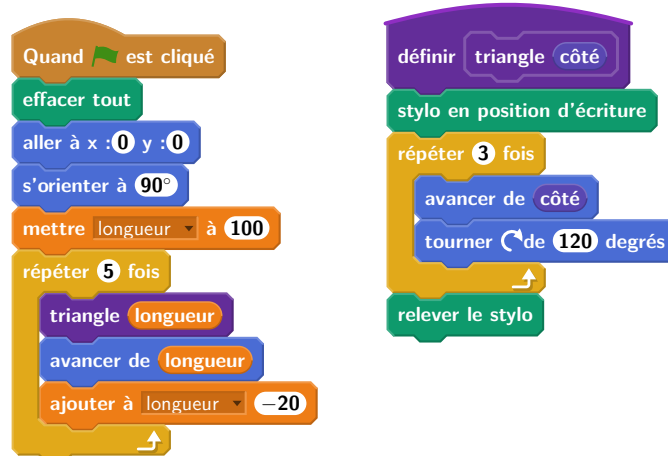 Quand est cliqué
effacer tout
aller à x : 0 y : 0
s'orienter à 90°
mettre longueur à 100
répéter 5 fois
triangle longueur
avancer de longueur
ajouter à longueur −20
définir triangle côté
stylo en position d'écriture
répéter 3 fois
avancer de côté
tourner de 120 degrés
relever le stylo